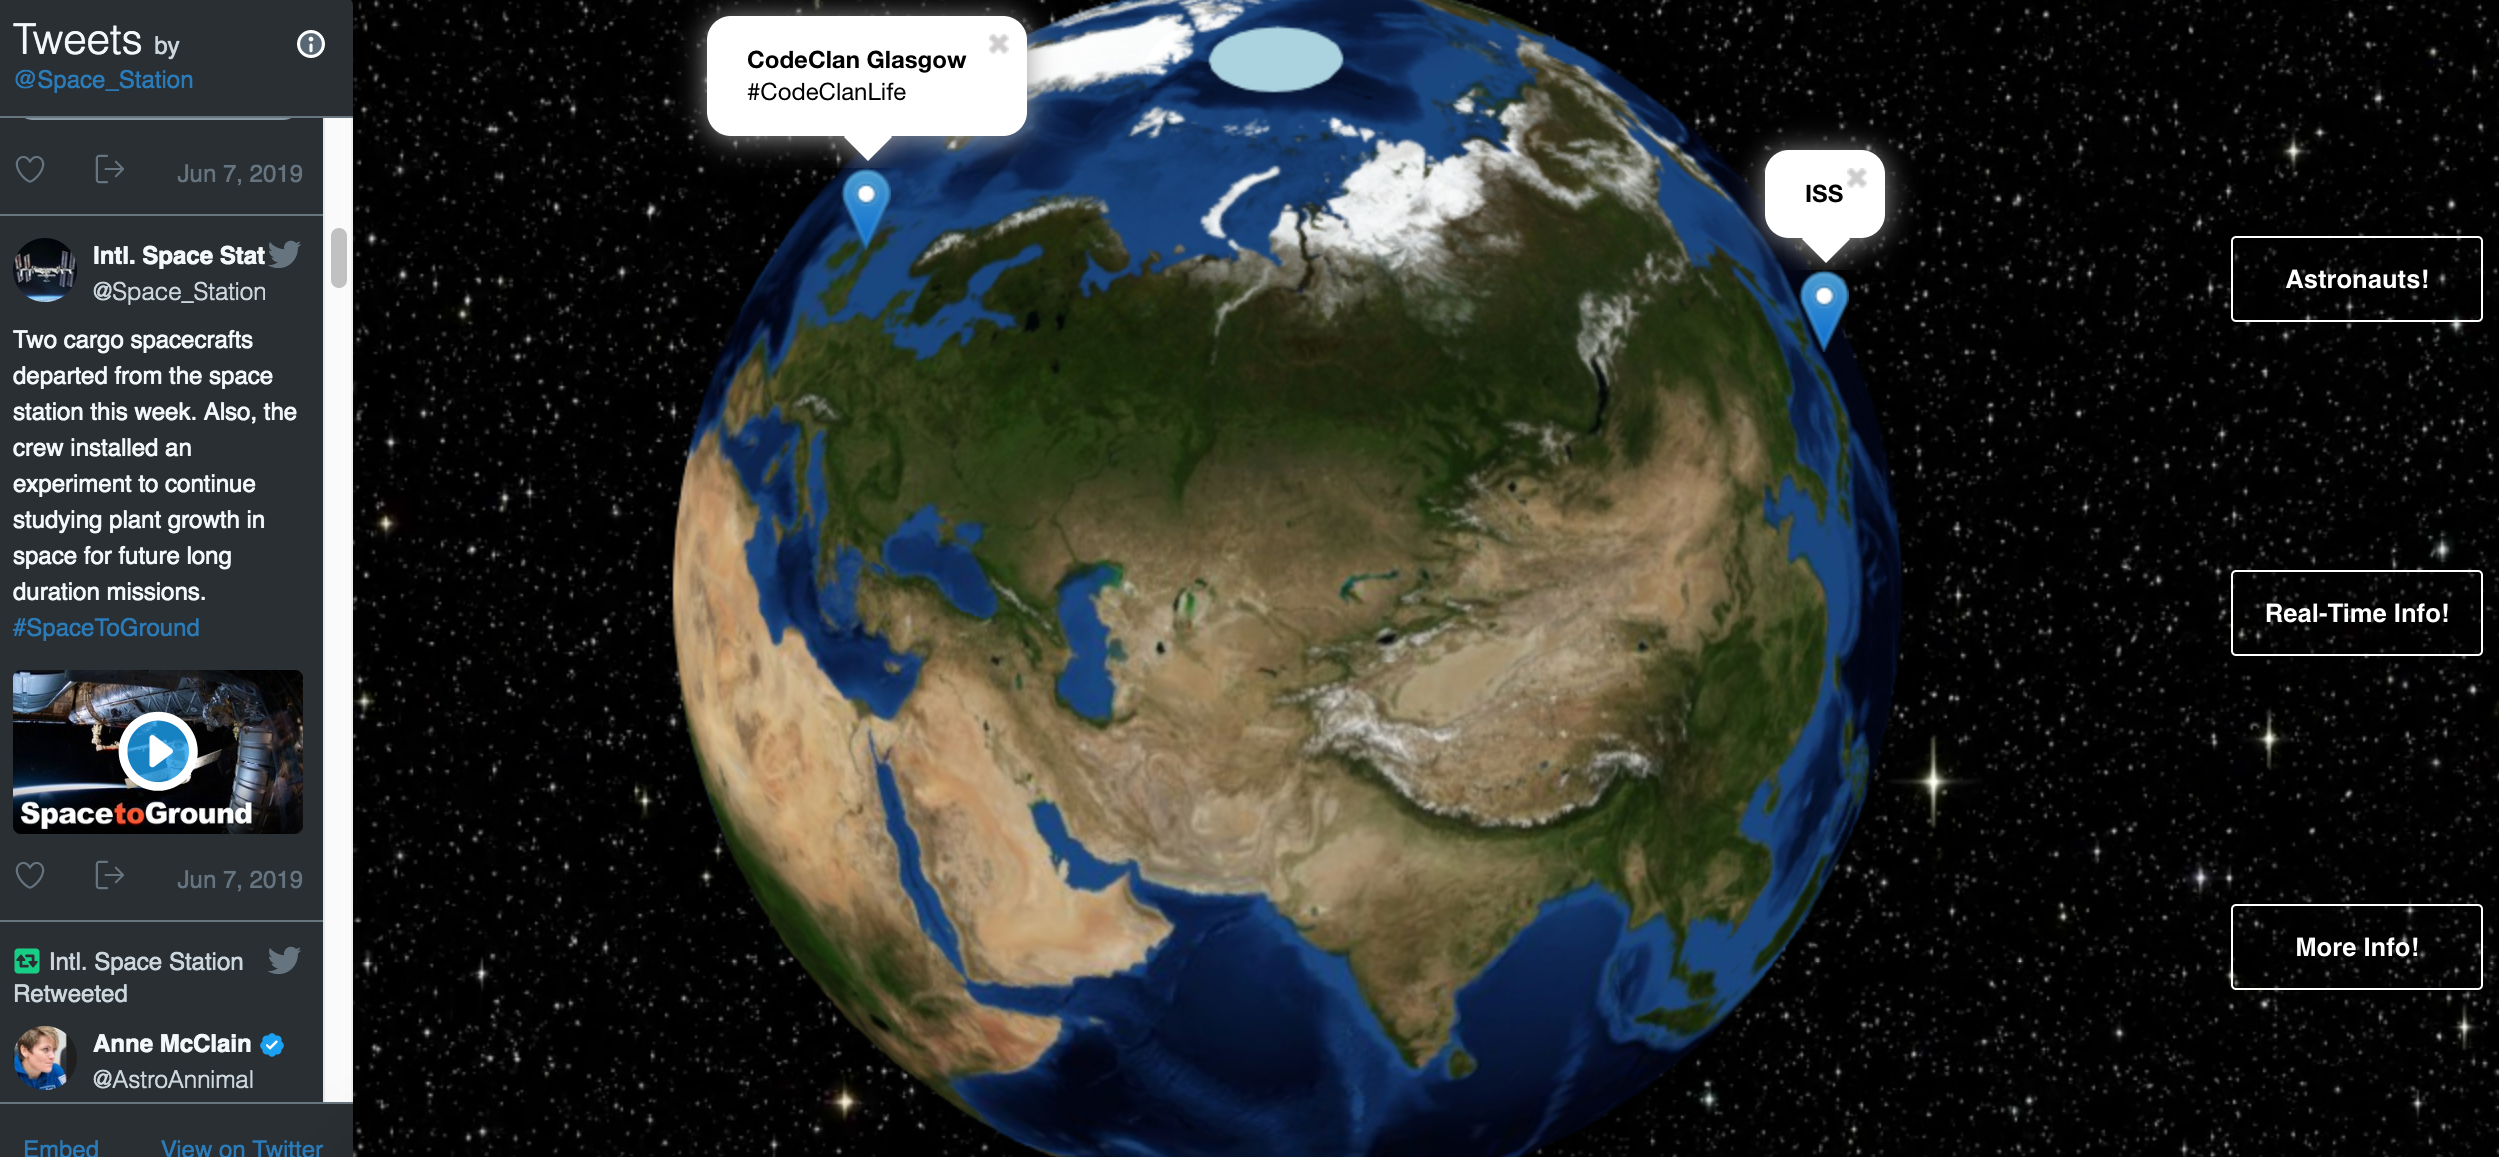 Tweets by
@Space_Station
Jun 7, 2019
Intl. Space Stat
@Space_Station
Two cargo spacecrafts
departed from the space
station this week. Also, the
crew installed an
experiment to continue
studying plant growth in
space for future long
duration missions.
#SpaceToGround
SpacetoGround
Jun 7, 2019
Intl. Space Station
Retweeted
Anne McClain
@AstroAnnimal
Embed
View on Twitter
CodeClan Glasgow
#CodeClanLife
ISS
Astronauts!
Real-Time Info!
More Info!